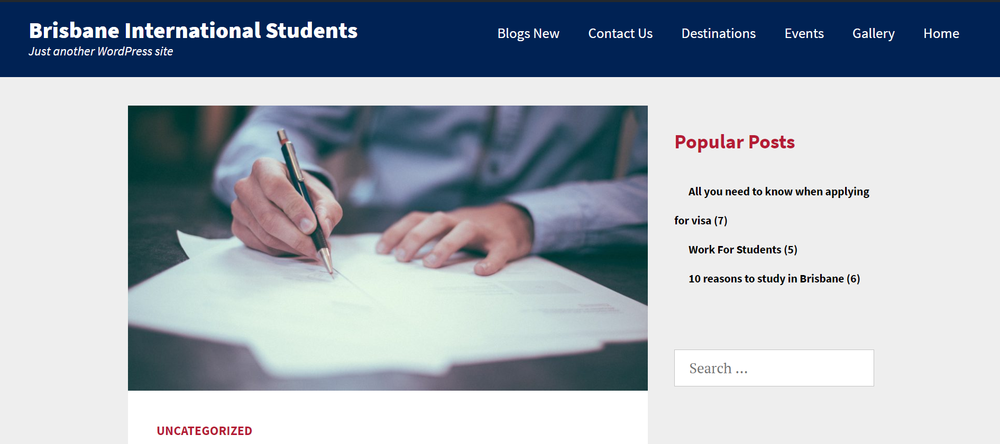 Brisbane International Students
Just another WordPress site
Blogs New
Contact Us
Destinations
Events
Gallery
Home
Popular Posts
All you need to know when applying
for visa (7)
Work For Students (5)
10 reasons to study in Brisbane (6)
Search ...
UNCATEGORIZED